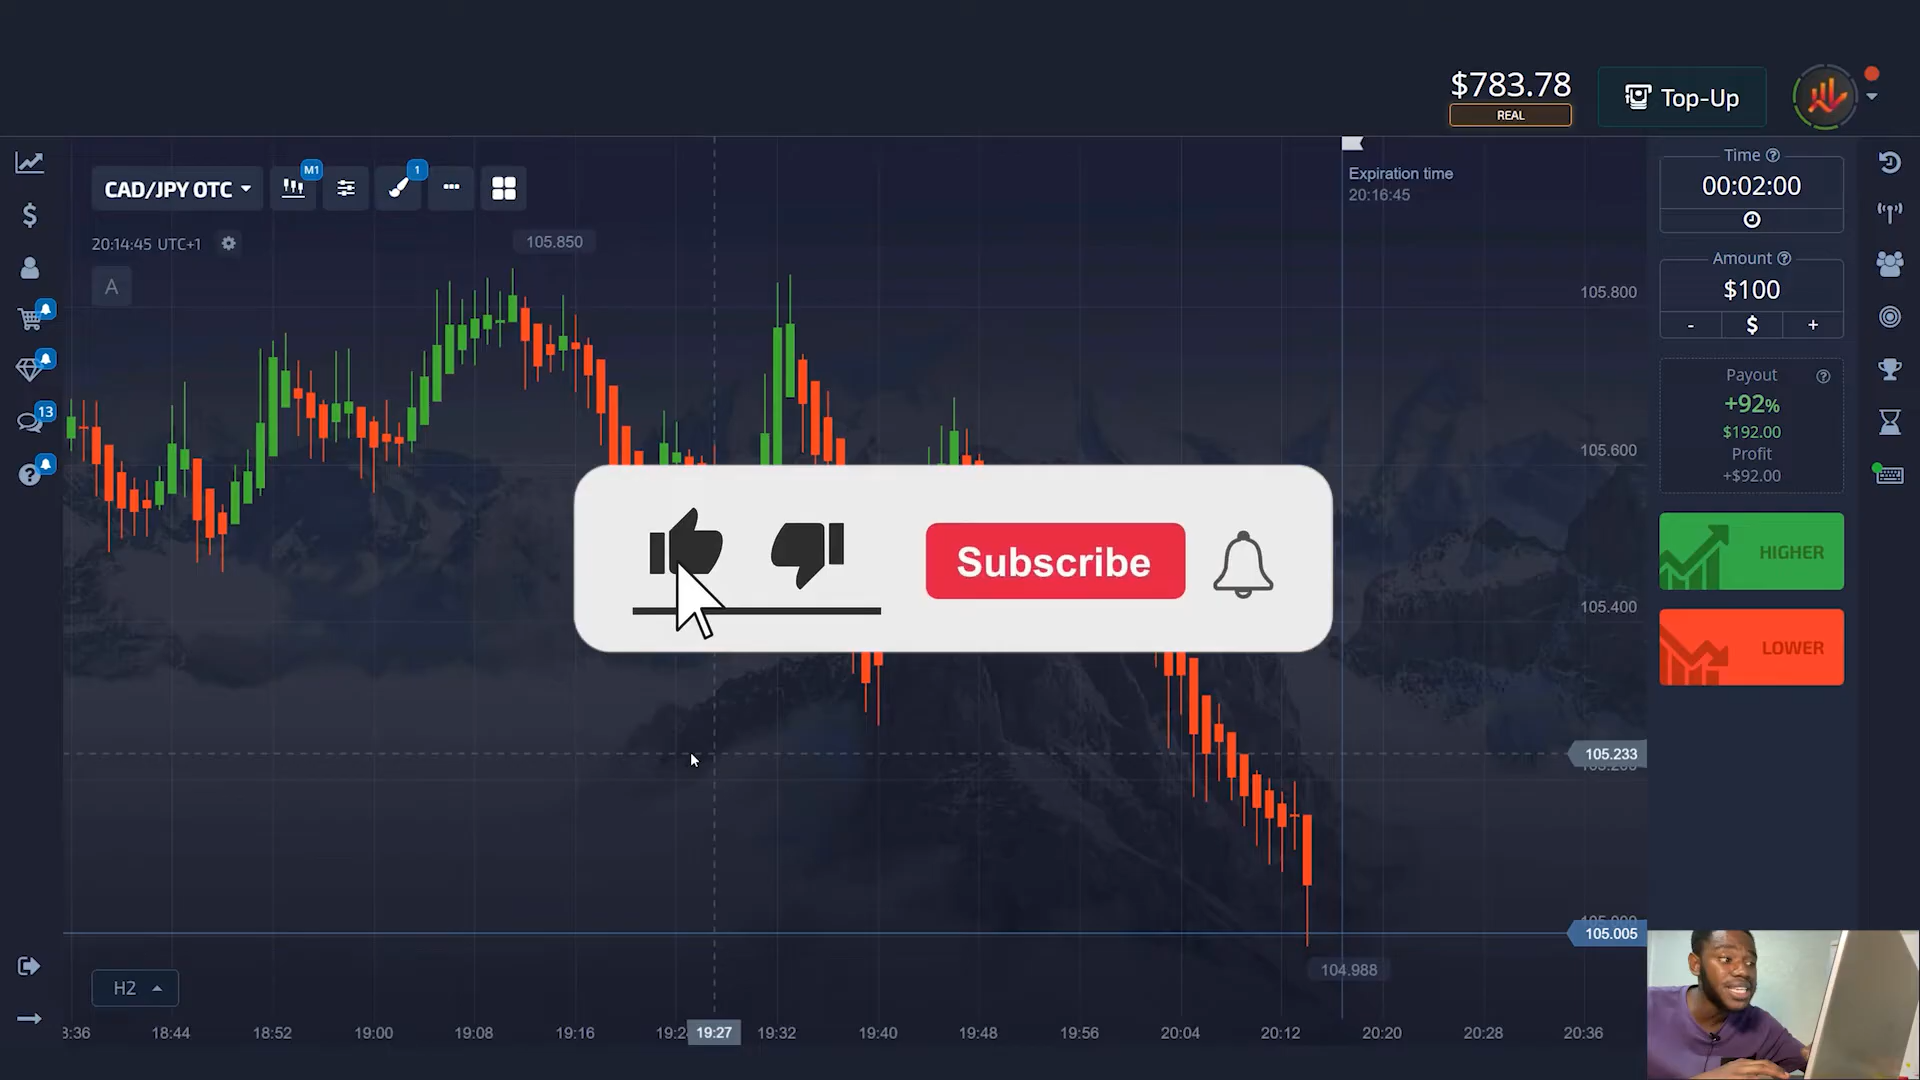 $783.78
REAL
Top-Up
CAD/JPY OTC
M1
1
20:14:45 UTC+1
A
105.850
Expiration time
20:16:45
105.800
105.600
105.400
105.233
105.005
104.988
Time
00:02:00
Amount
$100
- $ +
Payout
+92%
$192.00
Profit
+$92.00
HIGHER
LOWER
13
Subscribe
H2
18:44
18:52
19:00
19:08
19:16
19:27
19:32
19:40
19:48
19:56
20:04
20:12
20:20
20:28
20:36